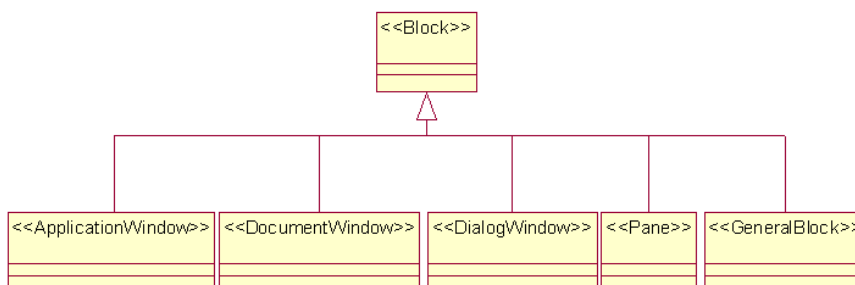 <<Block>>
<<ApplicationWindow>>
<<DocumentWindow>>
<<DialogWindow>>
<<Pane>>
<<GeneralBlock>>